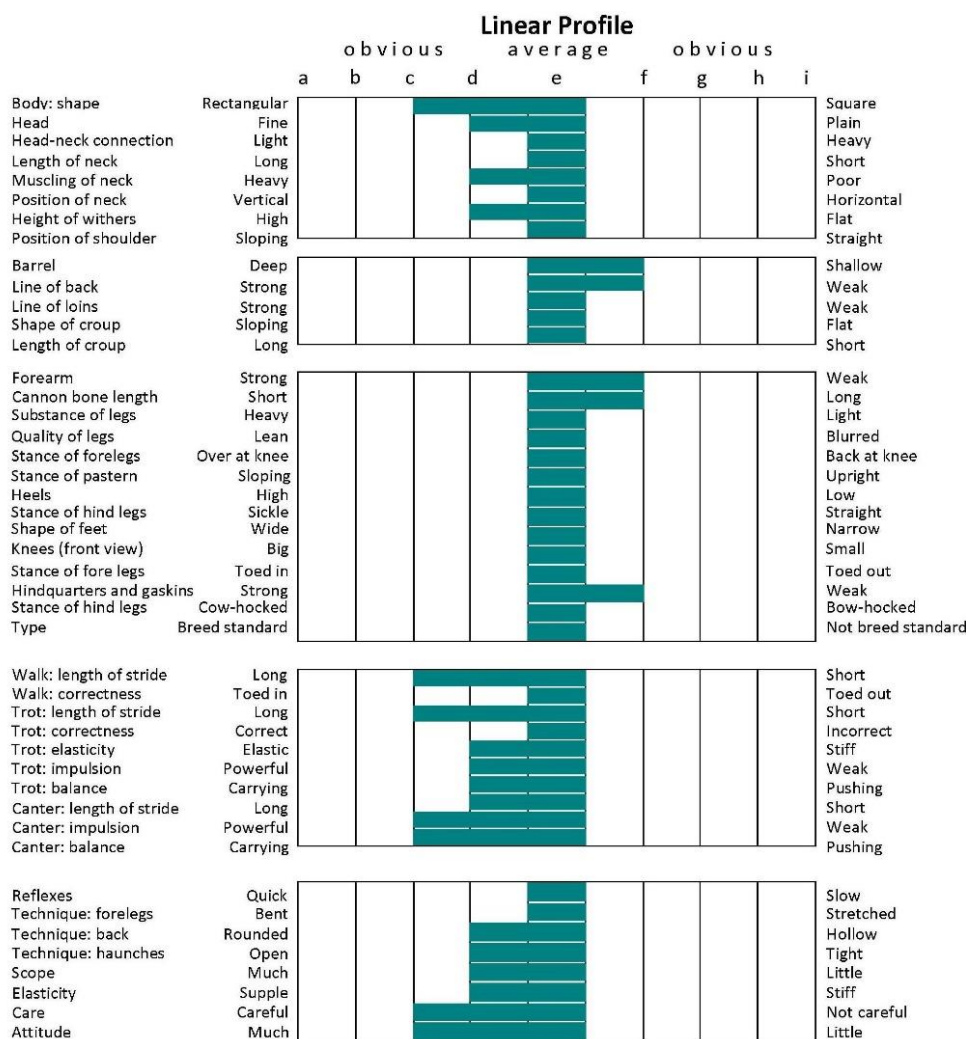 Linear Profile
obvious average obvious
a b c d e f g h i
Body: shape Rectangular Square
Head Fine Plain
Head-neck connection Light Heavy
Length of neck Long Short
Muscling of neck Heavy Poor
Position of neck Vertical Horizontal
Height of withers High Flat
Position of shoulder Sloping Straight
Barrel Deep Shallow
Line of back Strong Weak
Line of loins Strong Weak
Shape of croup Sloping Flat
Length of croup Long Short
Forearm Strong Weak
Cannon bone length Short Long
Substance of legs Heavy Light
Quality of legs Lean Blurred
Stance of forelegs Over at knee Back at knee
Stance of pastern Sloping Upright
Heels High Low
Stance of hind legs Sickle Straight
Shape of feet Wide Narrow
Knees (front view) Big Small
Stance of fore legs Toed in Toed out
Hindquarters and gaskins Strong Weak
Stance of hind legs Cow-hocked Bow-hocked
Type Breed standard Not breed standard
Walk: length of stride Long Short
Walk: correctness Toed in Toed out
Trot: length of stride Long Short
Trot: correctness Correct Incorrect
Trot: elasticity Elastic Stiff
Trot: impulsion Powerful Weak
Trot: balance Carrying Pushing
Canter: length of stride Long Short
Canter: impulsion Powerful Weak
Canter: balance Carrying Pushing
Reflexes Quick Slow
Technique: forelegs Bent Stretched
Technique: back Rounded Hollow
Technique: haunches Open Tight
Scope Much Little
Elasticity Supple Stiff
Care Careful Not careful
Attitude Much Little